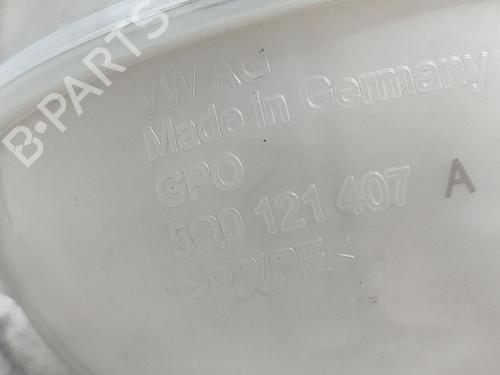 B-PARTS
VW AG
Made in Germany
GPO
5Q0 121 407 A
>PP/PE<